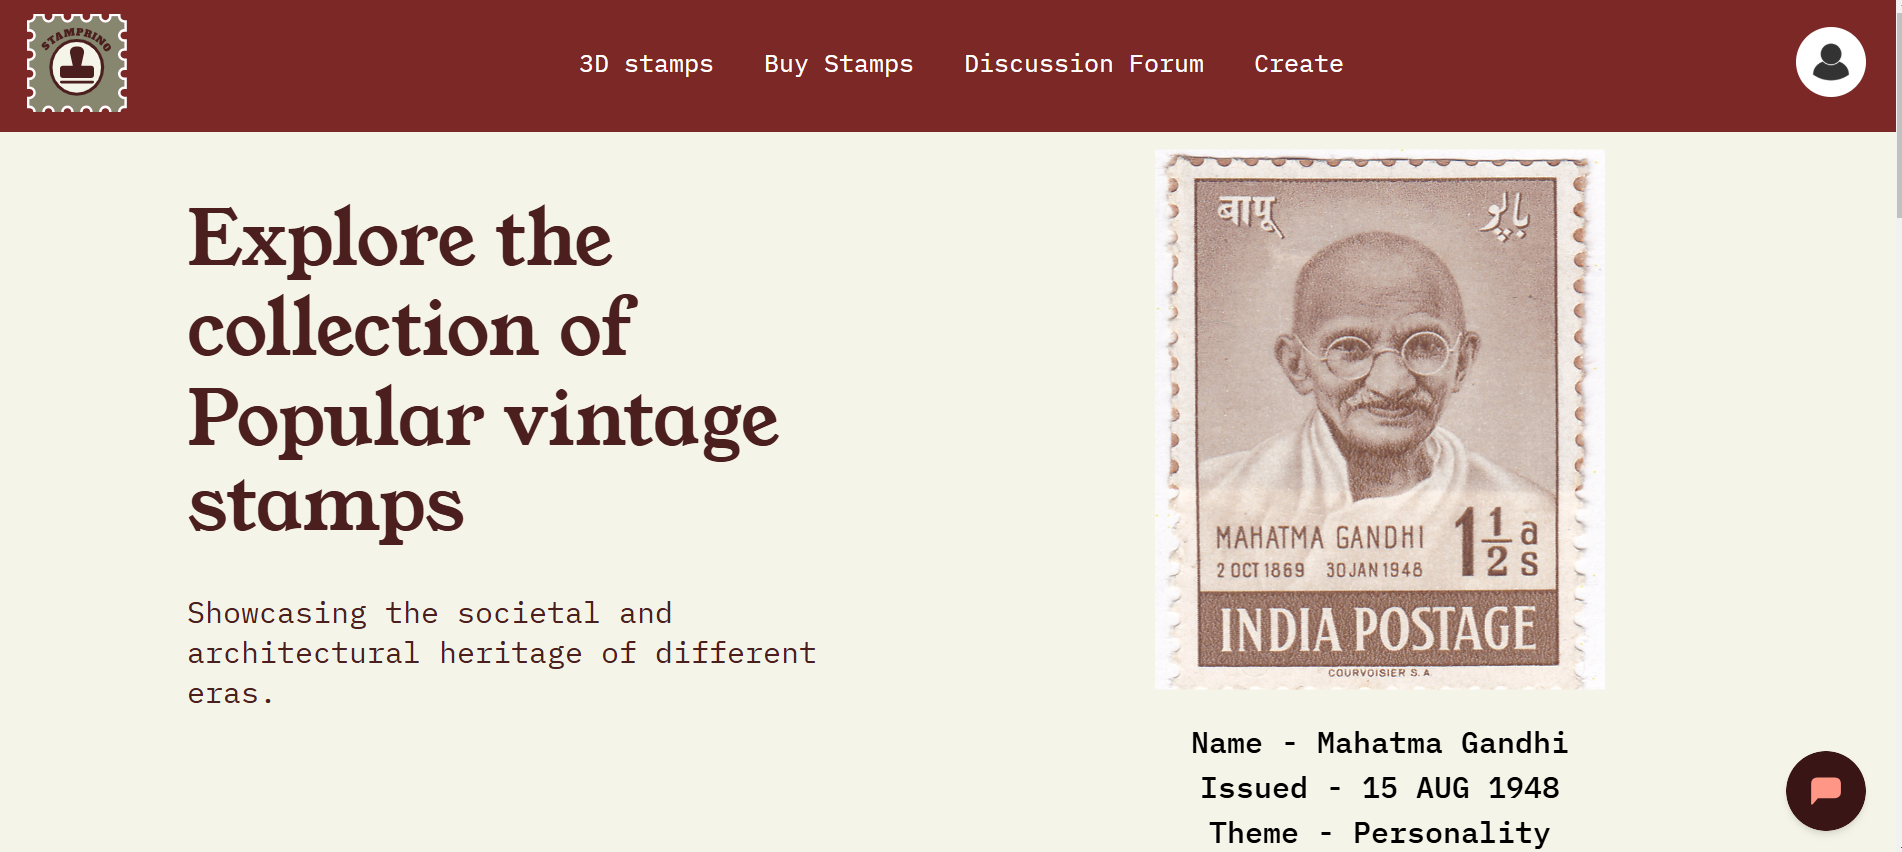 STAMPRINO
3D stamps
Buy Stamps
Discussion Forum
Create
Explore the
collection of
Popular vintage
stamps
Showcasing the societal and
architectural heritage of different
eras.
बापू
باپو
MAHATMA GANDHI
2 OCT 1869 30 JAN 1948
1 1/2 as
INDIA POSTAGE
COURVOISIER S.A.
Name - Mahatma Gandhi
Issued - 15 AUG 1948
Theme - Personality